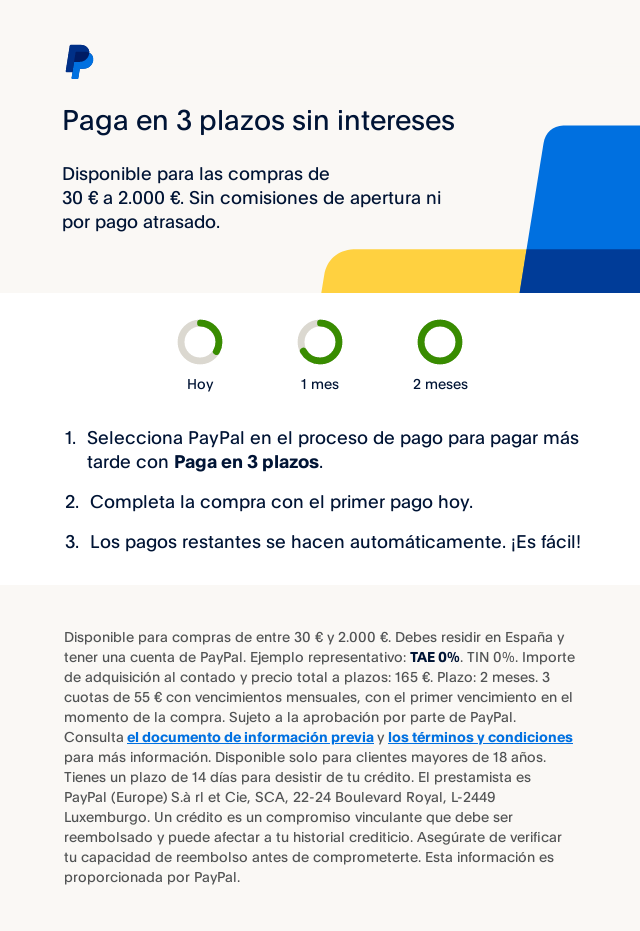 Paga en 3 plazos sin intereses
Disponible para las compras de
30 € a 2.000 €. Sin comisiones de apertura ni
por pago atrasado.
Hoy
1 mes
2 meses
1. Selecciona PayPal en el proceso de pago para pagar más
tarde con Paga en 3 plazos.
2. Completa la compra con el primer pago hoy.
3. Los pagos restantes se hacen automáticamente. ¡Es fácil!
Disponible para compras de entre 30 € y 2.000 €. Debes residir en España y
tener una cuenta de PayPal. Ejemplo representativo: TAE 0%. TIN 0%. Importe
de adquisición al contado y precio total a plazos: 165 €. Plazo: 2 meses. 3
cuotas de 55 € con vencimientos mensuales, con el primer vencimiento en el
momento de la compra. Sujeto a la aprobación por parte de PayPal.
Consulta el documento de información previa y los términos y condiciones
para más información. Disponible solo para clientes mayores de 18 años.
Tienes un plazo de 14 días para desistir de tu crédito. El prestamista es
PayPal (Europe) S.à rl et Cie, SCA, 22-24 Boulevard Royal, L-2449
Luxemburgo. Un crédito es un compromiso vinculante que debe ser
reembolsado y puede afectar a tu historial crediticio. Asegúrate de verificar
tu capacidad de reembolso antes de comprometerte. Esta información es
proporcionada por PayPal.